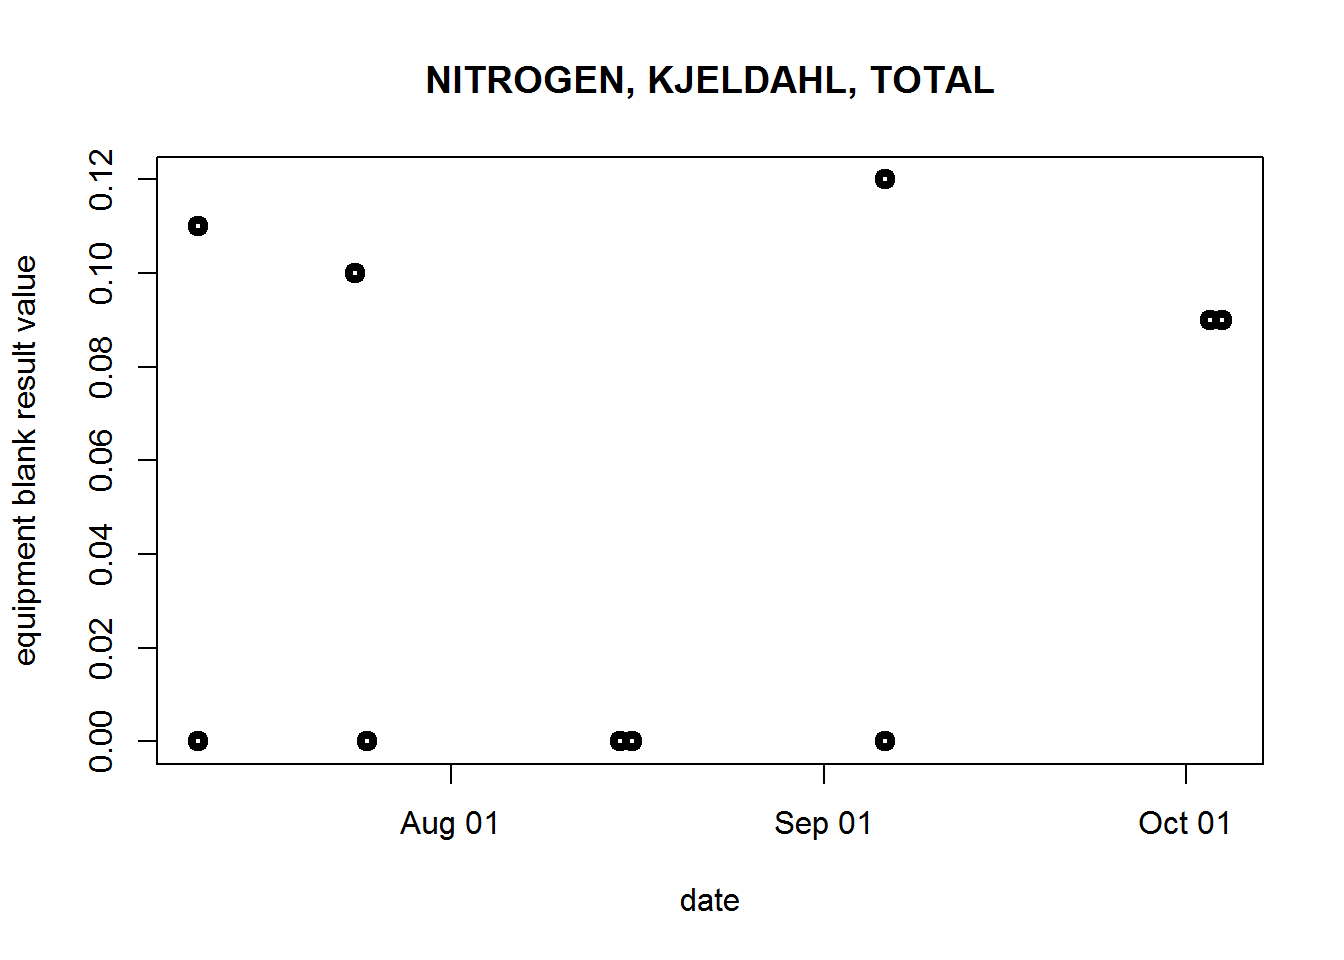 NITROGEN, KJELDAHL, TOTAL
equipment blank result value
0.12
0.10
0.08
0.06
0.04
0.02
0.00
Aug 01 Sep 01 Oct 01
date